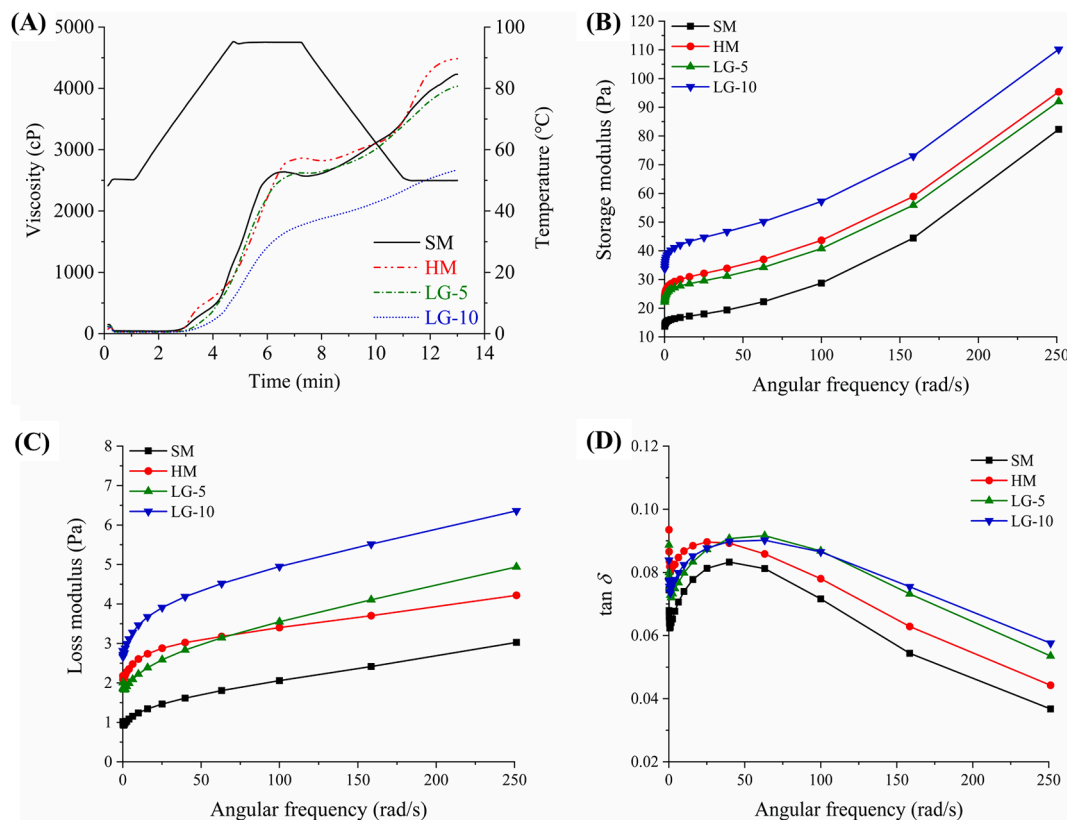 (A)
5000
4000
3000
2000
1000
0
Viscosity (cP)
100
80
60
40
20
0
Temperature (℃)
SM
HM
LG-5
LG-10
0 2 4 6 8 10 12 14
Time (min)
(B)
SM
HM
LG-5
LG-10
120
110
100
90
80
70
60
50
40
30
20
10
Storage modulus (Pa)
0 50 100 150 200 250
Angular frequency (rad/s)
(C)
SM
HM
LG-5
LG-10
8
7
6
5
4
3
2
1
0
Loss modulus (Pa)
0 50 100 150 200 250
Angular frequency (rad/s)
(D)
SM
HM
LG-5
LG-10
0.12
0.10
0.08
0.06
0.04
0.02
tan δ
0 50 100 150 200 250
Angular frequency (rad/s)